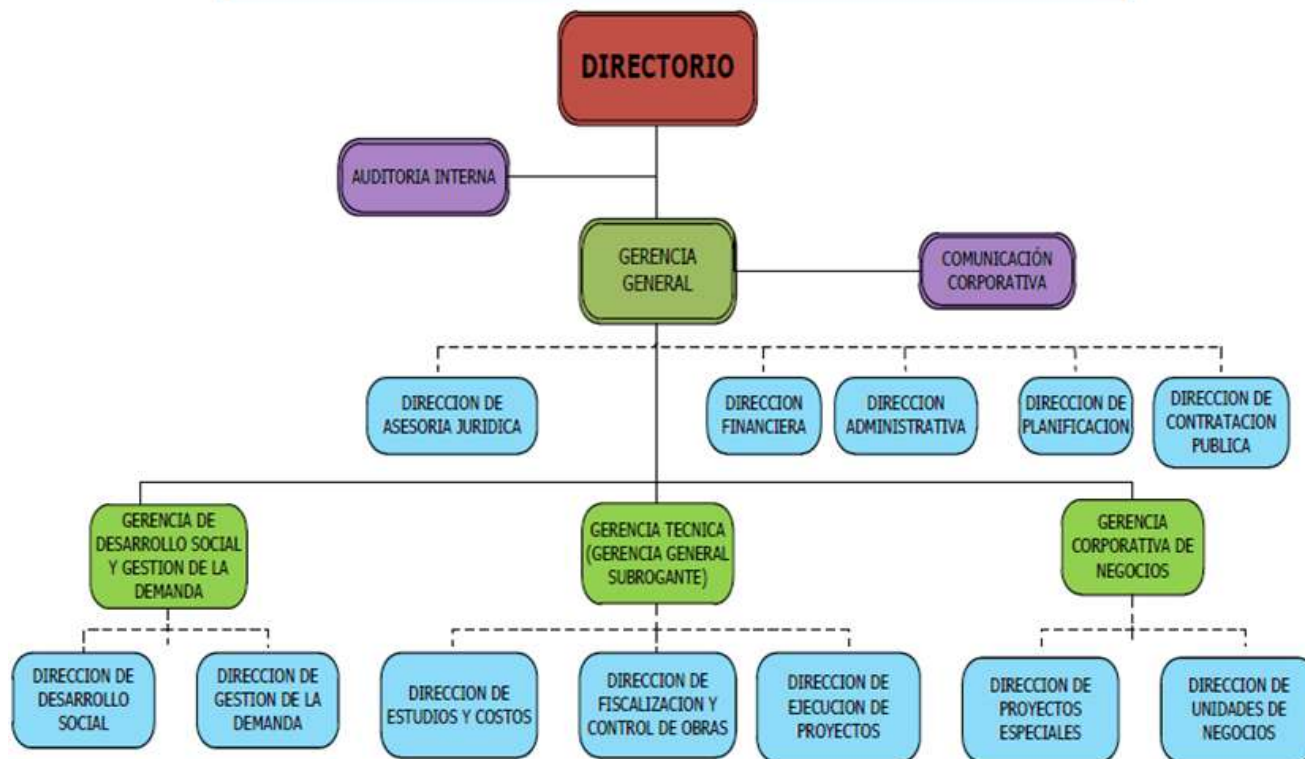 DIRECTORIO
AUDITORIA INTERNA
GERENCIA
GENERAL
COMUNICACIÓN
CORPORATIVA
DIRECCION DE
ASESORIA JURIDICA
DIRECCION
FINANCIERA
DIRECCION
ADMINISTRATIVA
DIRECCION DE
PLANIFICACION
DIRECCION DE
CONTRATACION
PUBLICA
GERENCIA DE
DESARROLLO SOCIAL
Y GESTION DE LA
DEMANDA
GERENCIA TECNICA
(GERENCIA GENERAL
SUBROGANTE)
GERENCIA
CORPORATIVA DE
NEGOCIOS
DIRECCION DE
DESARROLLO
SOCIAL
DIRECCION DE
GESTION DE LA
DEMANDA
DIRECCION DE
ESTUDIOS Y COSTOS
DIRECCION DE
FISCALIZACION Y
CONTROL DE OBRAS
DIRECCION DE
EJECUCION DE
PROYECTOS
DIRECCION DE
PROYECTOS
ESPECIALES
DIRECCION DE
UNIDADES DE
NEGOCIOS